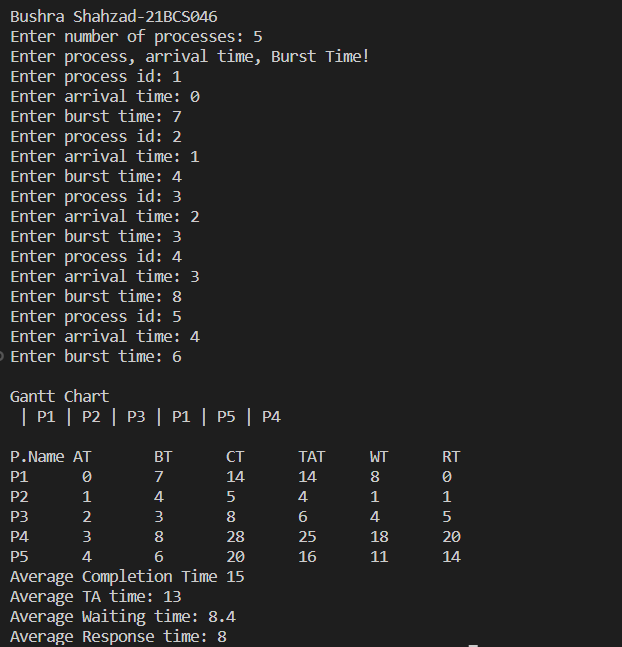 Bushra Shahzad-21BCS046
Enter number of processes: 5
Enter process, arrival time, Burst Time!
Enter process id: 1
Enter arrival time: 0
Enter burst time: 7
Enter process id: 2
Enter arrival time: 1
Enter burst time: 4
Enter process id: 3
Enter arrival time: 2
Enter burst time: 3
Enter process id: 4
Enter arrival time: 3
Enter burst time: 8
Enter process id: 5
Enter arrival time: 4
Enter burst time: 6
Gantt Chart
| P1 | P2 | P3 | P1 | P5 | P4
P.Name AT BT CT TAT WT RT
P1 0 7 14 14 8 0
P2 1 4 5 4 1 1
P3 2 3 8 6 4 5
P4 3 8 28 25 18 20
P5 4 6 20 16 11 14
Average Completion Time 15
Average TA time: 13
Average Waiting time: 8.4
Average Response time: 8